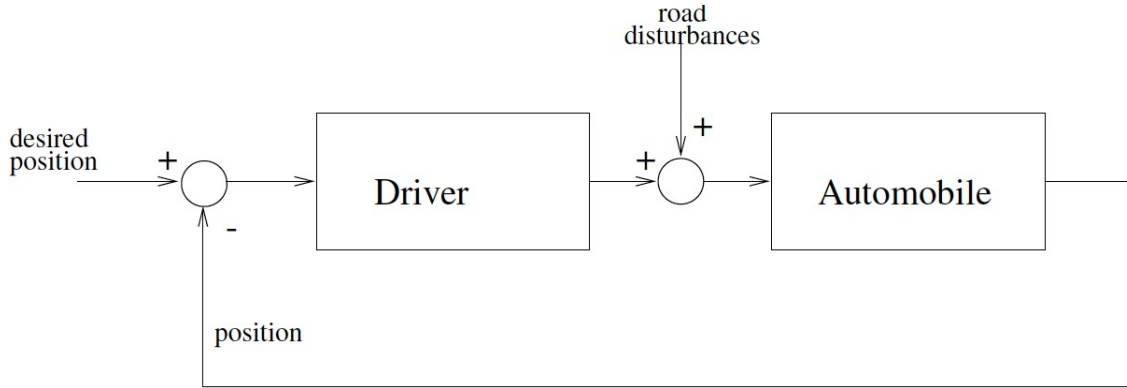 road
disturbances
desired
position
+
+
+
-
Driver
Automobile
position